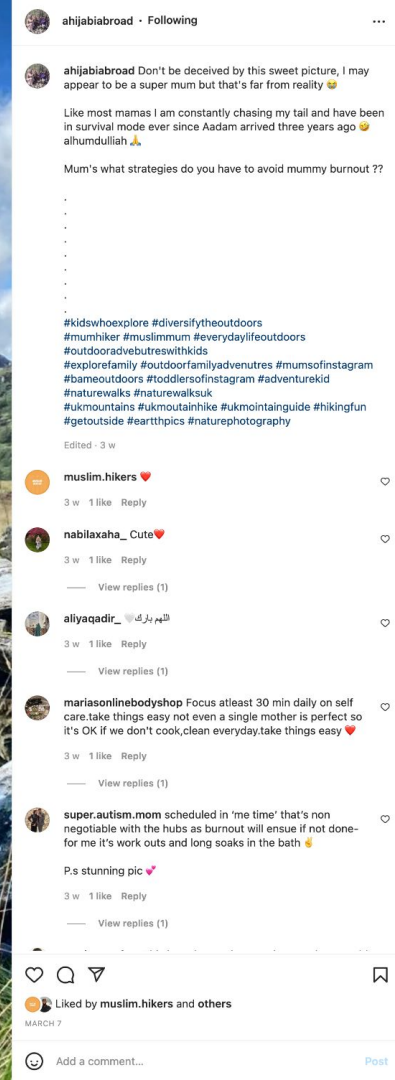 ahijabiabroad • Following
ahijabiabroad Don't be deceived by this sweet picture, I may
appear to be a super mum but that's far from reality 😂
Like most mamas I am constantly chasing my tail and have been
in survival mode ever since Aadam arrived three years ago 🤣
alhumdulliah 🙏
Mum's what strategies do you have to avoid mummy burnout ??
.
.
.
.
.
.
.
.
.
#kidswhoexplore #diversifytheoutdoors
#mumhiker #muslimmum #everydaylifeoutdoors
#outdooradvebutreswithkids
#explorefamily #outdoorfamilyadvenutres #mumsofinstagram
#bameoutdoors #toddlersofinstagram #adventurekid
#naturewalks #naturewalksuk
#ukmountains #ukmoutainhike #ukmointainguide #hikingfun
#getoutside #eartthpics #naturephotography
Edited · 3 w
muslim.hikers ❤️
3 w 1 like Reply
nabilaxaha_ Cute❤️
3 w 1 like Reply
View replies (1)
aliyaqadir_ 🤍اللهم بارك
3 w 1 like Reply
View replies (1)
mariasonlinebodyshop Focus atleast 30 min daily on self
care.take things easy not even a single mother is perfect so
it's OK if we don't cook,clean everyday.take things easy ❤️
3 w 1 like Reply
View replies (1)
super.autism.mom scheduled in ‘me time’ that’s non
negotiable with the hubs as burnout will ensue if not done-
for me it’s work outs and long soaks in the bath ✌️
P.s stunning pic 💕
3 w 1 like Reply
View replies (1)
Liked by muslim.hikers and others
MARCH 7
Add a comment...
Post